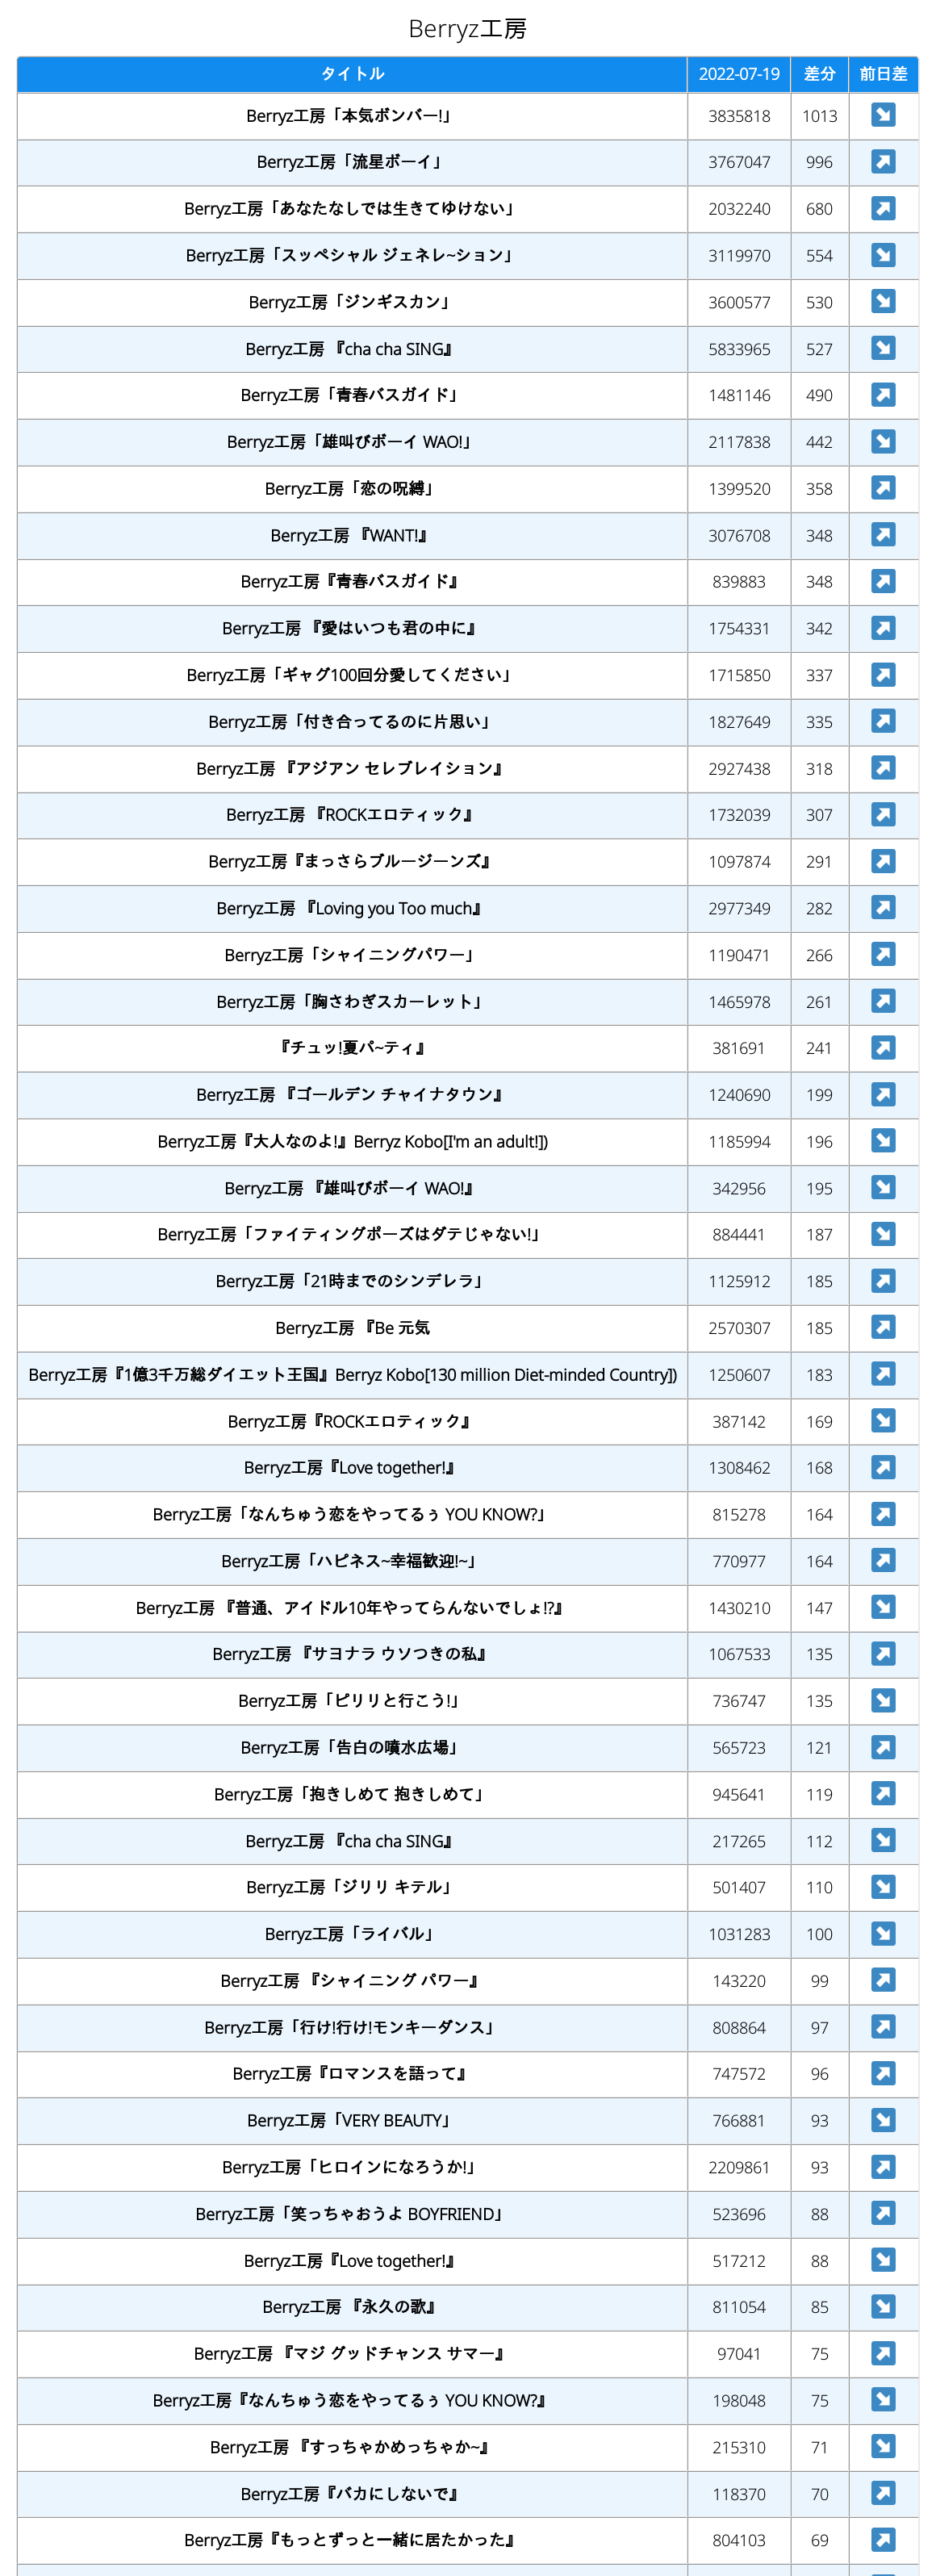 Berryz工房
タイトル 2022-07-19 差分 前日差
Berryz工房「本気ボンバー!」 3835818 1013
Berryz工房「流星ボーイ」 3767047 996
Berryz工房「あなたなしでは生きてゆけない」 2032240 680
Berryz工房「スッペシャル ジェネレ~ション」 3119970 554
Berryz工房「ジンギスカン」 3600577 530
Berryz工房 『cha cha SING』 5833965 527
Berryz工房「青春バスガイド」 1481146 490
Berryz工房「雄叫びボーイ WAO!」 2117838 442
Berryz工房「恋の呪縛」 1399520 358
Berryz工房 『WANT!』 3076708 348
Berryz工房『青春バスガイド』 839883 348
Berryz工房 『愛はいつも君の中に』 1754331 342
Berryz工房「ギャグ100回分愛してください」 1715850 337
Berryz工房「付き合ってるのに片思い」 1827649 335
Berryz工房 『アジアン セレブレイション』 2927438 318
Berryz工房 『ROCKエロティック』 1732039 307
Berryz工房『まっさらブルージーンズ』 1097874 291
Berryz工房 『Loving you Too much』 2977349 282
Berryz工房「シャイニングパワー」 1190471 266
Berryz工房「胸さわぎスカーレット」 1465978 261
『チュッ!夏パ~ティ』 381691 241
Berryz工房 『ゴールデン チャイナタウン』 1240690 199
Berryz工房『大人なのよ!』Berryz Kobo[I'm an adult!]) 1185994 196
Berryz工房 『雄叫びボーイ WAO!』 342956 195
Berryz工房「ファイティングポーズはダテじゃない!」 884441 187
Berryz工房「21時までのシンデレラ」 1125912 185
Berryz工房 『Be 元気 2570307 185
Berryz工房『1億3千万総ダイエット王国』Berryz Kobo[130 million Diet-minded Country]) 1250607 183
Berryz工房『ROCKエロティック』 387142 169
Berryz工房『Love together!』 1308462 168
Berryz工房「なんちゅう恋をやってるぅ YOU KNOW?」 815278 164
Berryz工房「ハピネス~幸福歓迎!~」 770977 164
Berryz工房 『普通、アイドル10年やってらんないでしょ!?』 1430210 147
Berryz工房 『サヨナラ ウソつきの私』 1067533 135
Berryz工房「ピリリと行こう!」 736747 135
Berryz工房「告白の噴水広場」 565723 121
Berryz工房「抱きしめて 抱きしめて」 945641 119
Berryz工房 『cha cha SING』 217265 112
Berryz工房「ジリリ キテル」 501407 110
Berryz工房「ライバル」 1031283 100
Berryz工房 『シャイニング パワー』 143220 99
Berryz工房「行け!行け!モンキーダンス」 808864 97
Berryz工房『ロマンスを語って』 747572 96
Berryz工房「VERY BEAUTY」 766881 93
Berryz工房「ヒロインになろうか!」 2209861 93
Berryz工房「笑っちゃおうよ BOYFRIEND」 523696 88
Berryz工房『Love together!』 517212 88
Berryz工房 『永久の歌』 811054 85
Berryz工房 『マジ グッドチャンス サマー』 97041 75
Berryz工房『なんちゅう恋をやってるぅ YOU KNOW?』 198048 75
Berryz工房 『すっちゃかめっちゃか~』 215310 71
Berryz工房『バカにしないで』 118370 70
Berryz工房『もっとずっと一緒に居たかった』 804103 69